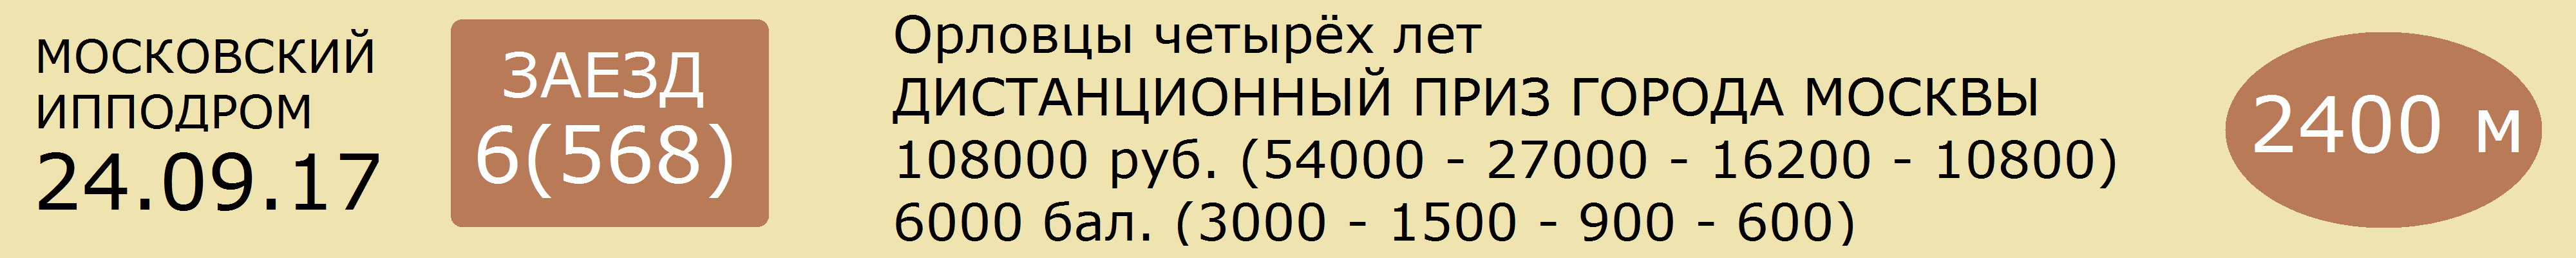 МОСКОВСКИЙ
ИППОДРОМ
24.09.17
ЗАЕЗД
6(568)
Орловцы четырёх лет
ДИСТАНЦИОННЫЙ ПРИЗ ГОРОДА МОСКВЫ
108000 руб. (54000 - 27000 - 16200 - 10800)
6000 бал. (3000 - 1500 - 900 - 600)
2400 м